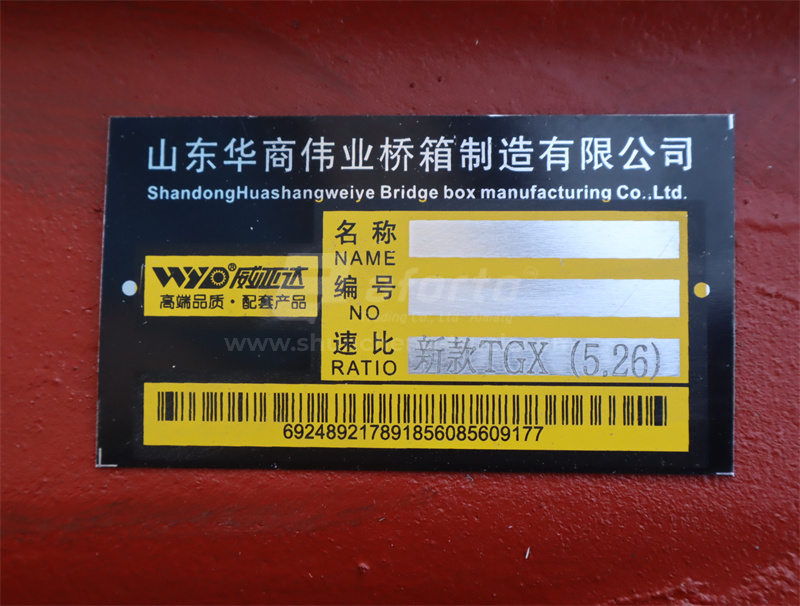 山东华商伟业桥箱制造有限公司
ShandongHuashangweiye Bridge box manufacturing Co.,Ltd.
WYD®威亚达
高端品质·配套产品
名称
NAME
编号
NO
速比
RATIO
新款TGX (5.26)
692489217891856085609177